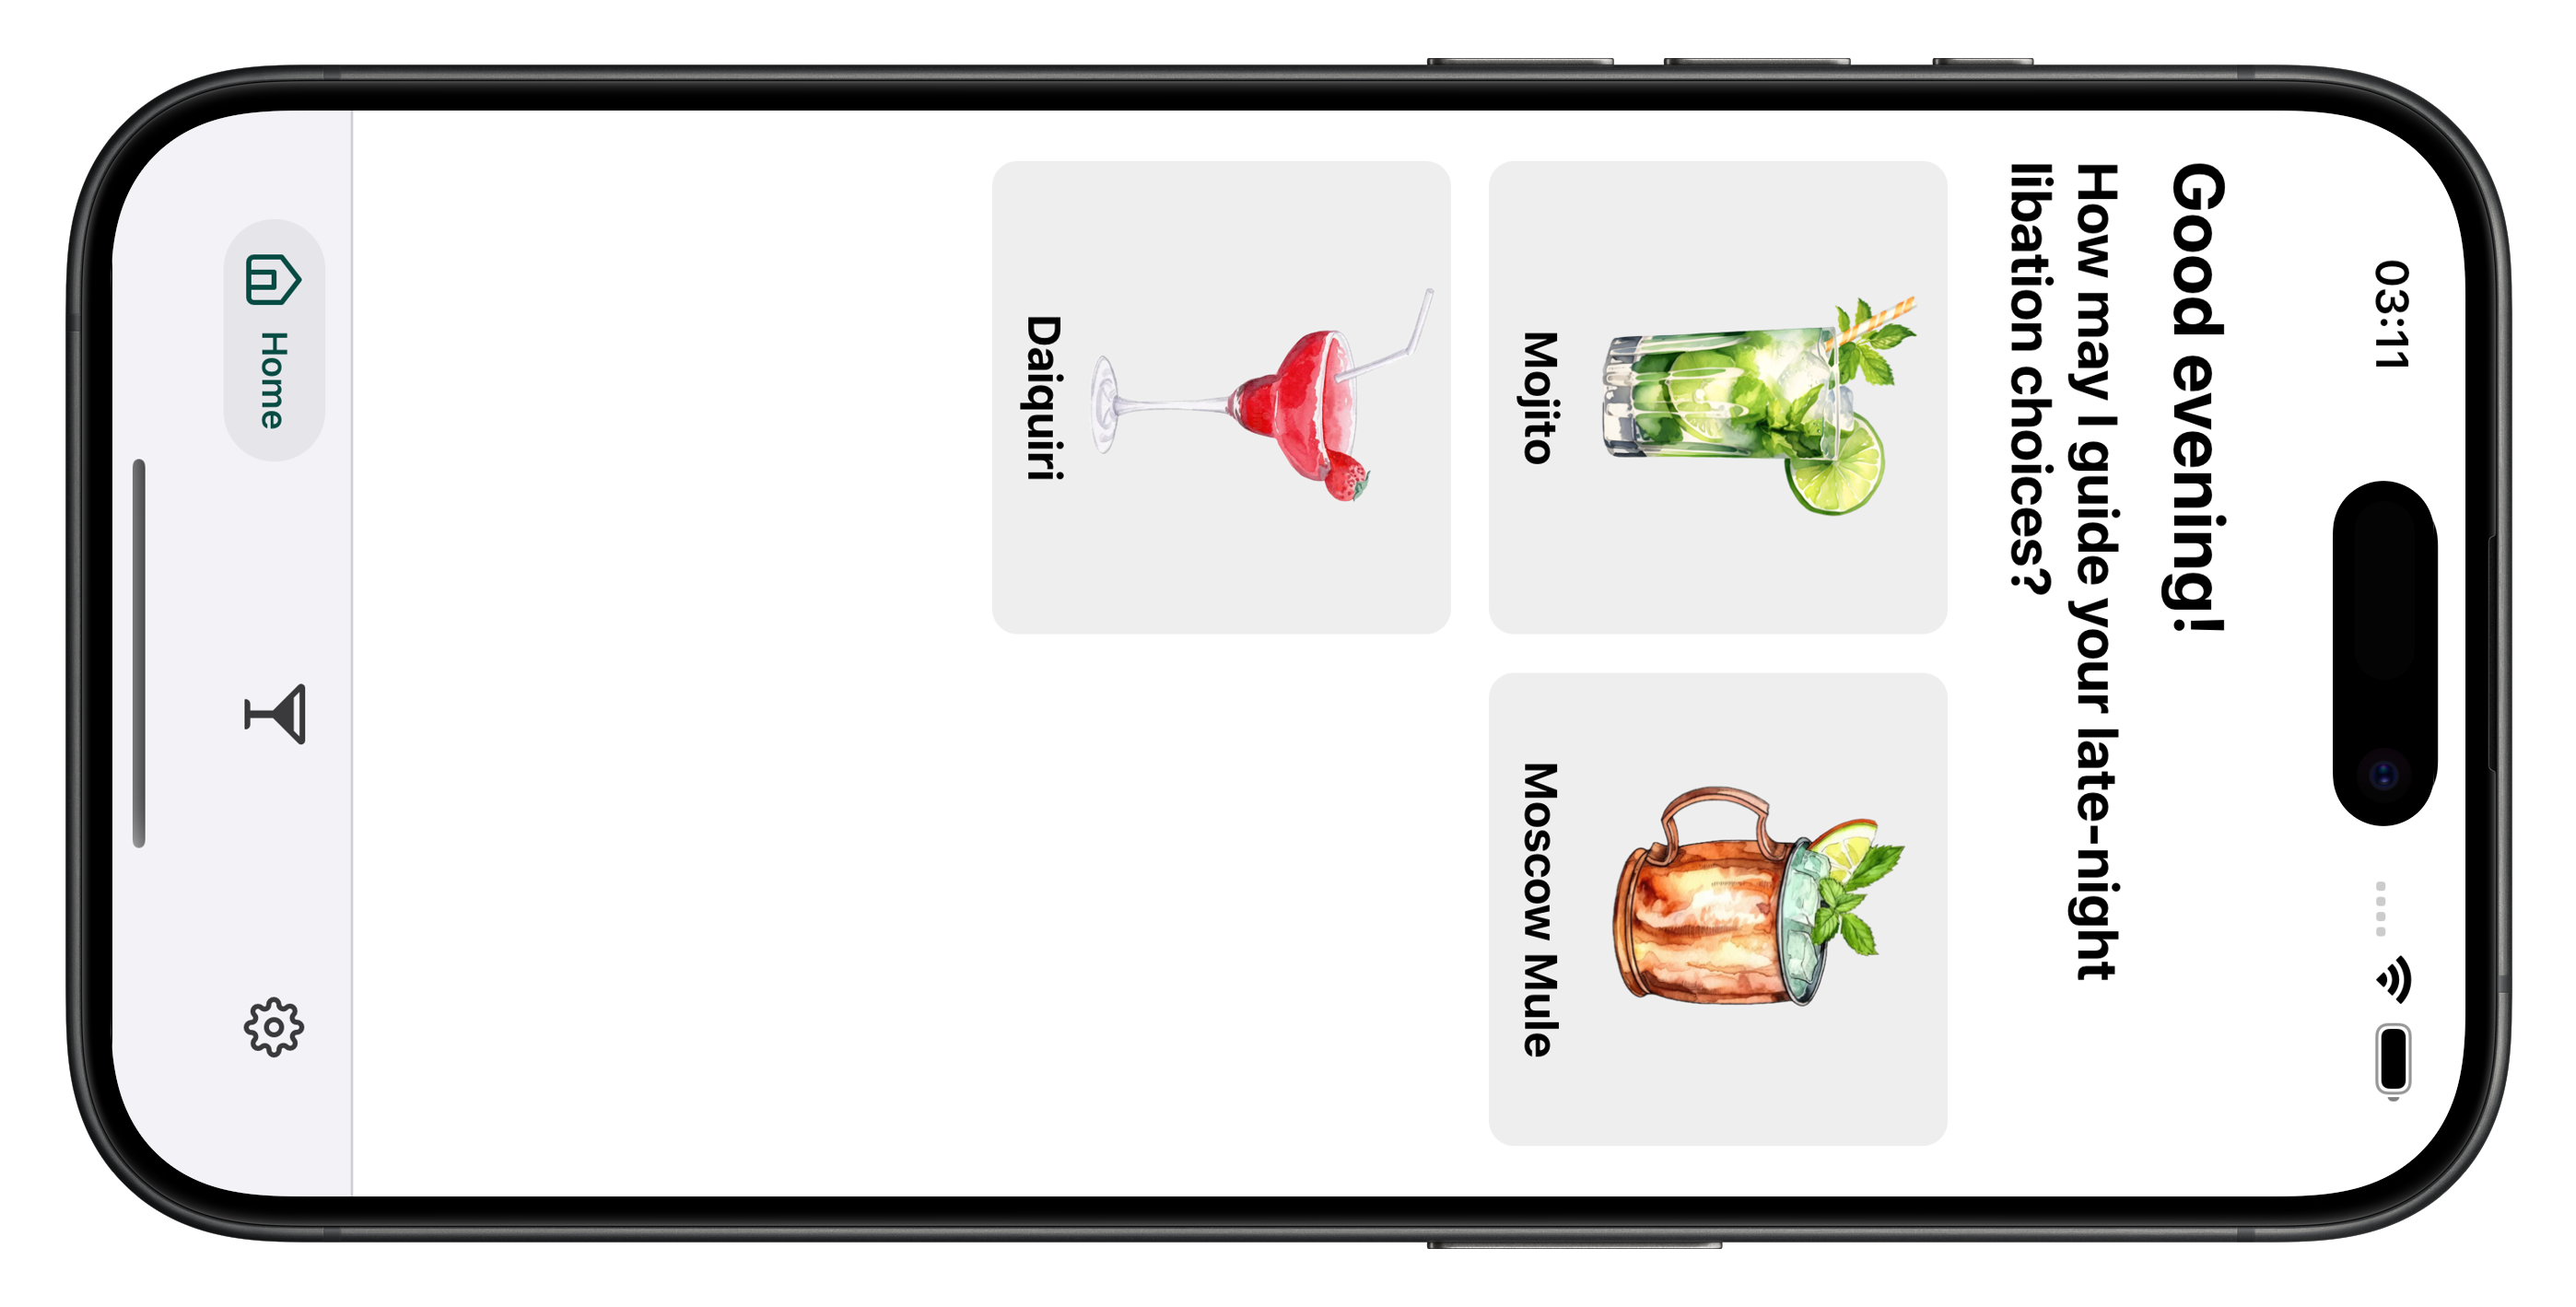 03:11
Good evening!
How may I guide your late-night
libation choices?
Mojito
Moscow Mule
Daiquiri
Home